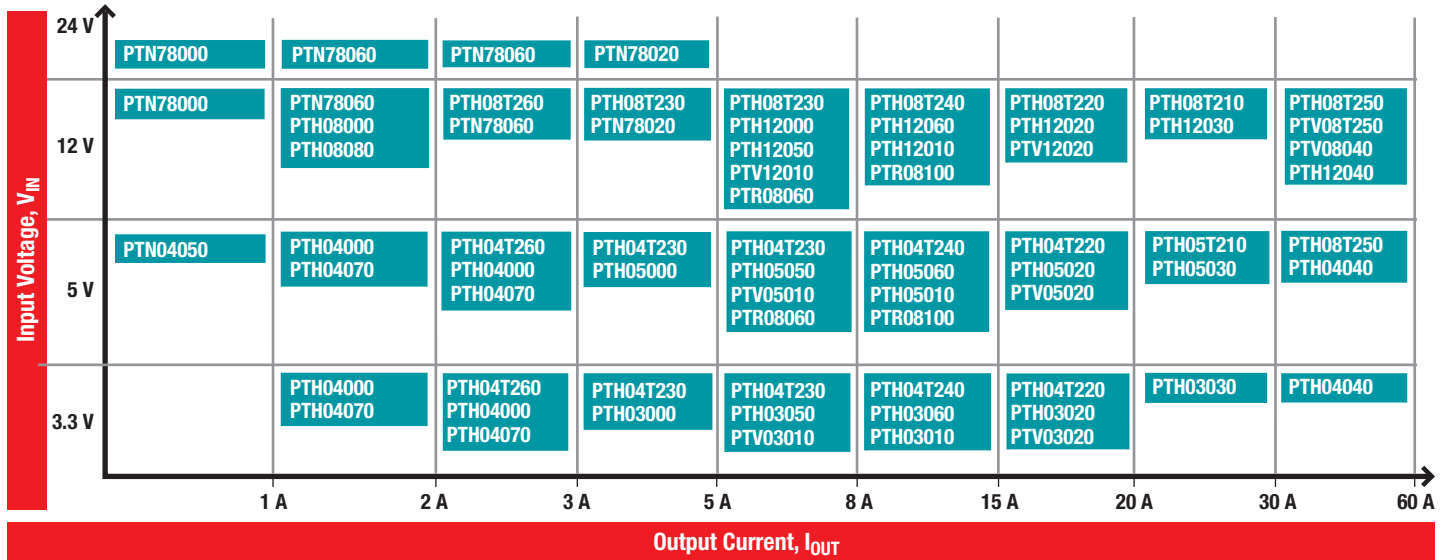 24 V
PTN78000
PTN78060
PTN78060
PTN78020
12 V
PTN78000
PTN78060
PTH08000
PTH08080
PTH08T260
PTN78060
PTH08T230
PTN78020
PTH08T230
PTH12000
PTH12050
PTV12010
PTR08060
PTH08T240
PTH12060
PTH12010
PTR08100
PTH08T220
PTH12020
PTV12020
PTH08T210
PTH12030
PTH08T250
PTV08T250
PTV08040
PTH12040
5 V
PTN04050
PTH04000
PTH04070
PTH04T260
PTH04000
PTH04070
PTH04T230
PTH05000
PTH04T230
PTH05050
PTV05010
PTR08060
PTH04T240
PTH05060
PTH05010
PTR08100
PTH04T220
PTH05020
PTV05020
PTH05T210
PTH05030
PTH08T250
PTH04040
3.3 V
PTH04000
PTH04070
PTH04T260
PTH04000
PTH04070
PTH04T230
PTH03000
PTH04T230
PTH03050
PTV03010
PTH04T240
PTH03060
PTH03010
PTH04T220
PTH03020
PTV03020
PTH03030
PTH04040
Input Voltage, VIN
1 A
2 A
3 A
5 A
8 A
15 A
20 A
30 A
60 A
Output Current, IOUT